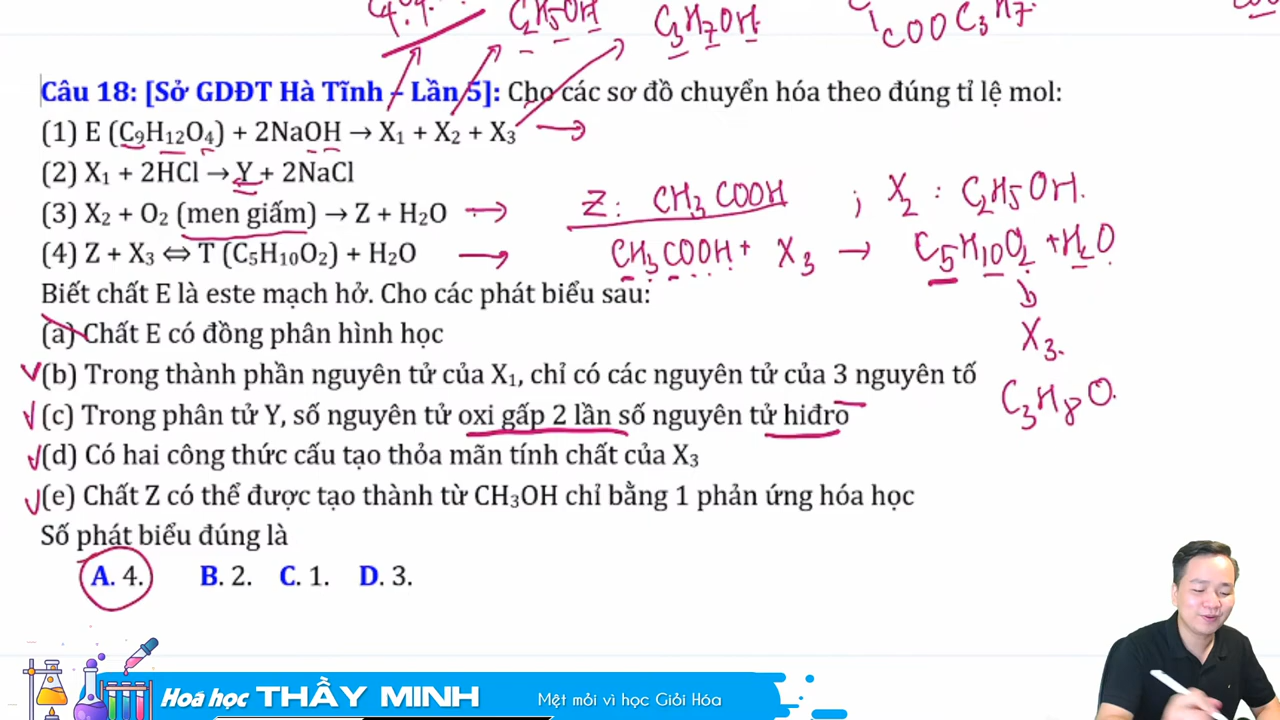 C2H5OH
C3H7OH
COOC3H7
Câu 18: [Sở GDĐT Hà Tĩnh – Lần 5]: Cho các sơ đồ chuyển hóa theo đúng tỉ lệ mol:
(1) E (C₉H₁₂O₄) + 2NaOH → X₁ + X₂ + X₃
(2) X₁ + 2HCl → Y + 2NaCl
(3) X₂ + O₂ (men giấm) → Z + H₂O
Z: CH3COOH ; X2 : C2H5OH.
(4) Z + X₃ ⇔ T (C₅H₁₀O₂) + H₂O
CH3COOH + X3 → C5H10O2 + H2O
Biết chất E là este mạch hở. Cho các phát biểu sau:
(a) Chất E có đồng phân hình học
X3.
(b) Trong thành phần nguyên tử của X₁, chỉ có các nguyên tử của 3 nguyên tố
C3H8O.
(c) Trong phân tử Y, số nguyên tử oxi gấp 2 lần số nguyên tử hiđro
(d) Có hai công thức cấu tạo thỏa mãn tính chất của X₃
(e) Chất Z có thể được tạo thành từ CH₃OH chỉ bằng 1 phản ứng hóa học
Số phát biểu đúng là
A. 4. B. 2. C. 1. D. 3.
Hoá học THẦY MINH Mệt mỏi vì học Giỏi Hóa